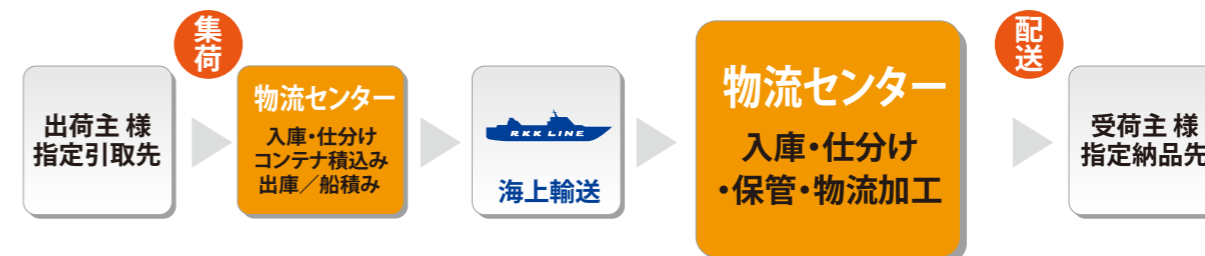 集荷
出荷主 様
指定引取先
物流センター
入庫・仕分け
コンテナ積込み
出庫／船積み
RKK LINE
海上輸送
物流センター
入庫・仕分け
・保管・物流加工
配送
受荷主 様
指定納品先